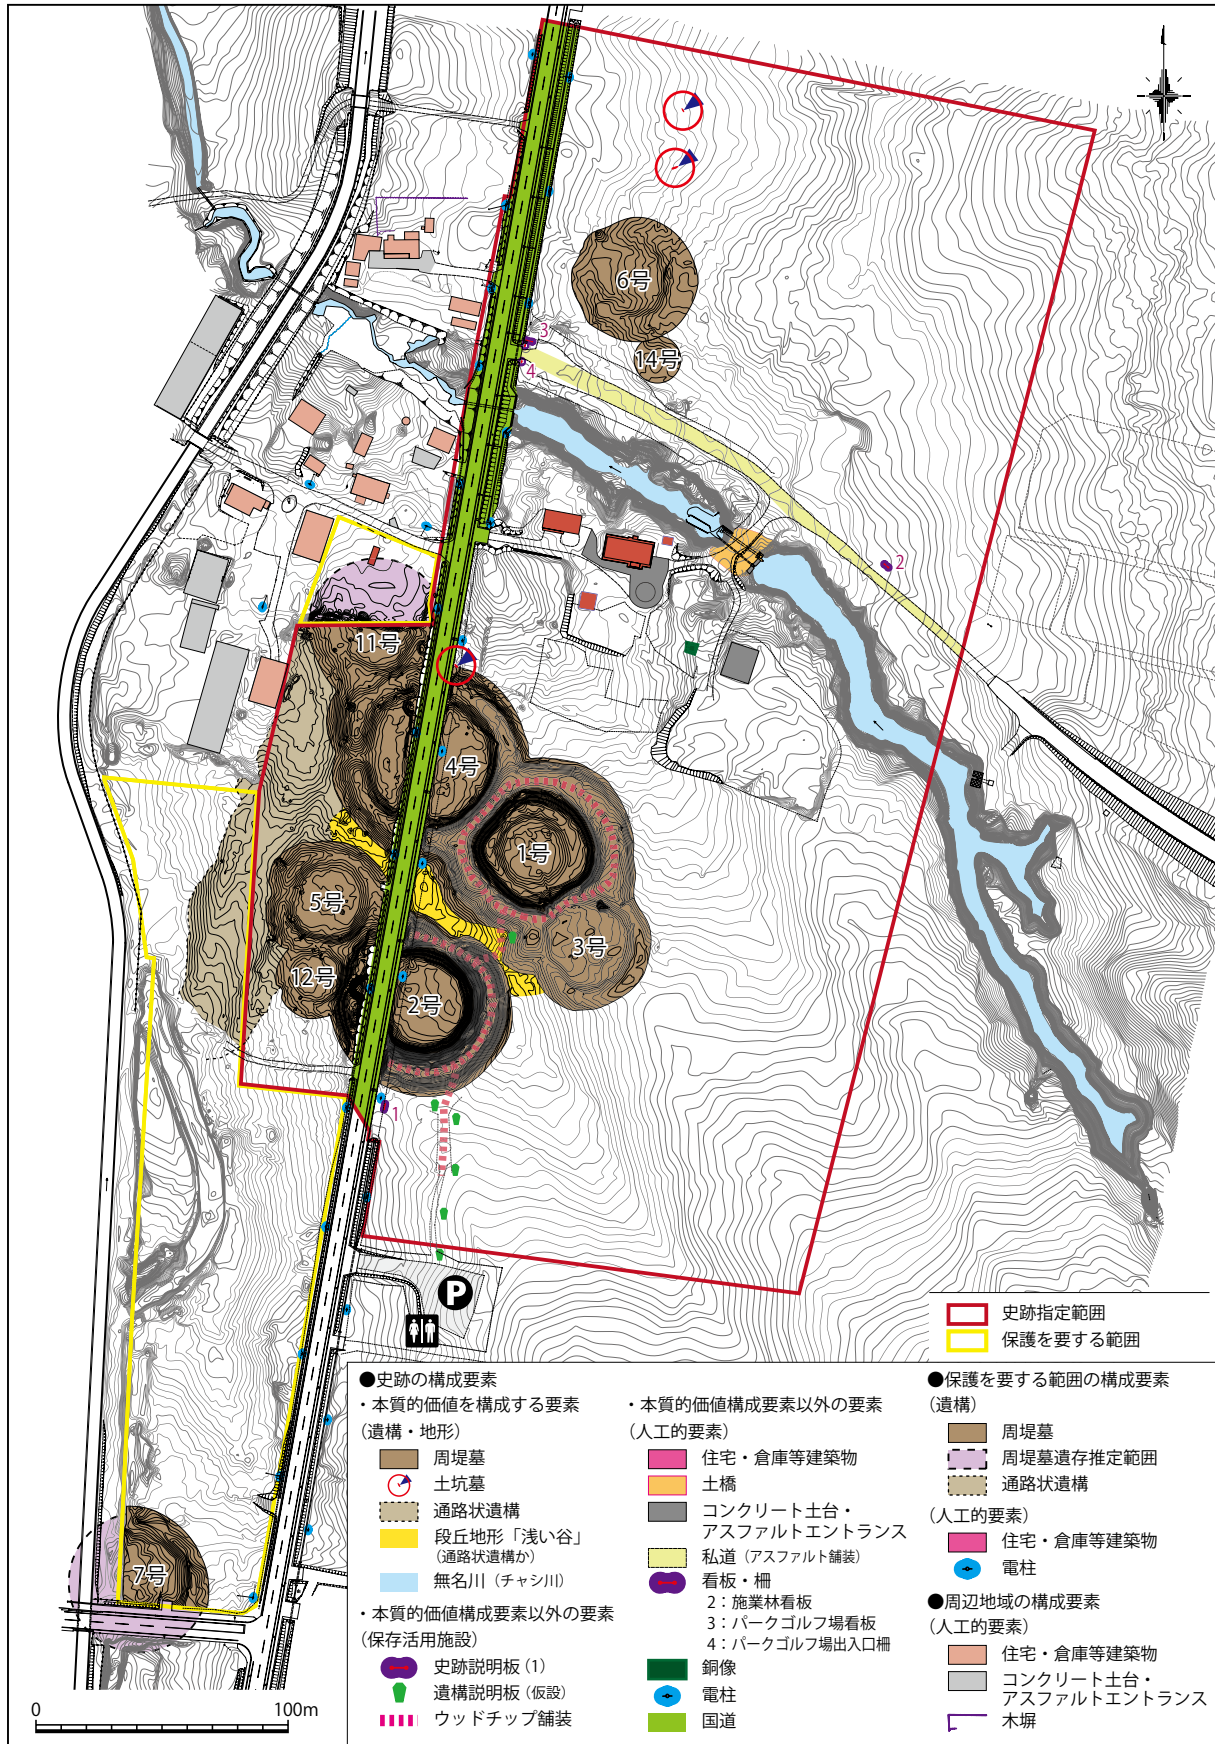 6号
14号
3
4
2
11号
4号
1号
5号
3号
12号
2号
1
P
7号
0 100m
史跡指定範囲
保護を要する範囲
●史跡の構成要素
・本質的価値を構成する要素
(遺構・地形)
周堤墓
土坑墓
通路状遺構
段丘地形「浅い谷」
(通路状遺構か)
無名川(チャシ川)
・本質的価値構成要素以外の要素
(保存活用施設)
史跡説明板(1)
遺構説明板(仮設)
ウッドチップ舗装
・本質的価値構成要素以外の要素
(人工的要素)
住宅・倉庫等建築物
土橋
コンクリート土台・
アスファルトエントランス
私道(アスファルト舗装)
看板・柵
2:施業林看板
3:パークゴルフ場看板
4:パークゴルフ場出入口柵
銅像
電柱
国道
●保護を要する範囲の構成要素
(遺構)
周堤墓
周堤墓遺存推定範囲
通路状遺構
(人工的要素)
住宅・倉庫等建築物
電柱
●周辺地域の構成要素
(人工的要素)
住宅・倉庫等建築物
コンクリート土台・
アスファルトエントランス
木塀